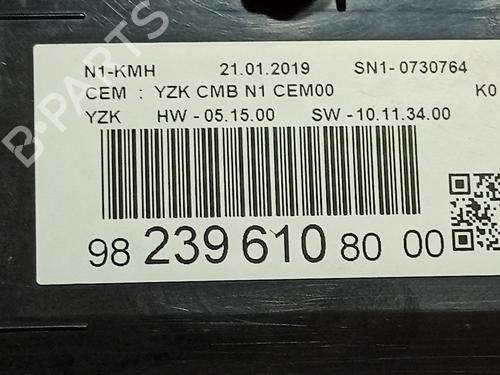 N1-KMH 21.01.2019 SN1- 0730764
CEM : YZK CMB N1 CEM00 K0
YZK HW - 05.15.00 SW - 10.11.34.00
98 239 610 80 00
B-PARTS